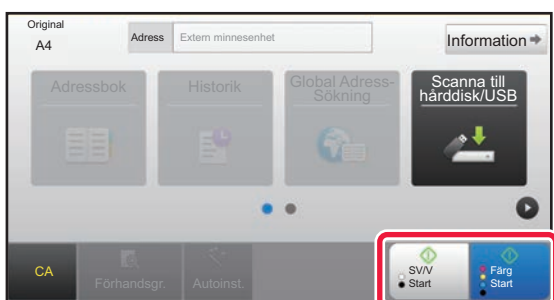 Original
A4
Adress
Extern minnesenhet
Information
Adressbok
Historik
Global Adress-
Sökning
Scanna till
hårddisk/USB
CA
Förhandsgr.
Autoinst.
SV/V
Start
Färg
Start